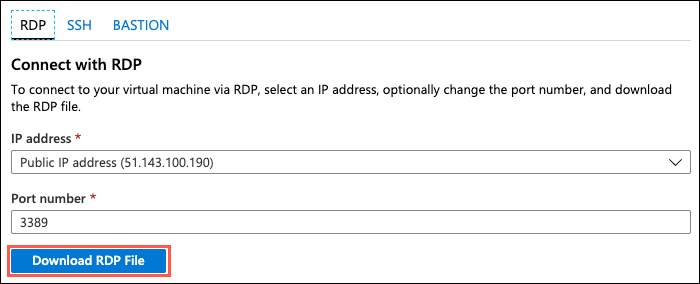 RDP SSH BASTION
Connect with RDP
To connect to your virtual machine via RDP, select an IP address, optionally change the port number, and download
the RDP file.
IP address *
Public IP address (51.143.100.190)
Port number *
3389
Download RDP File